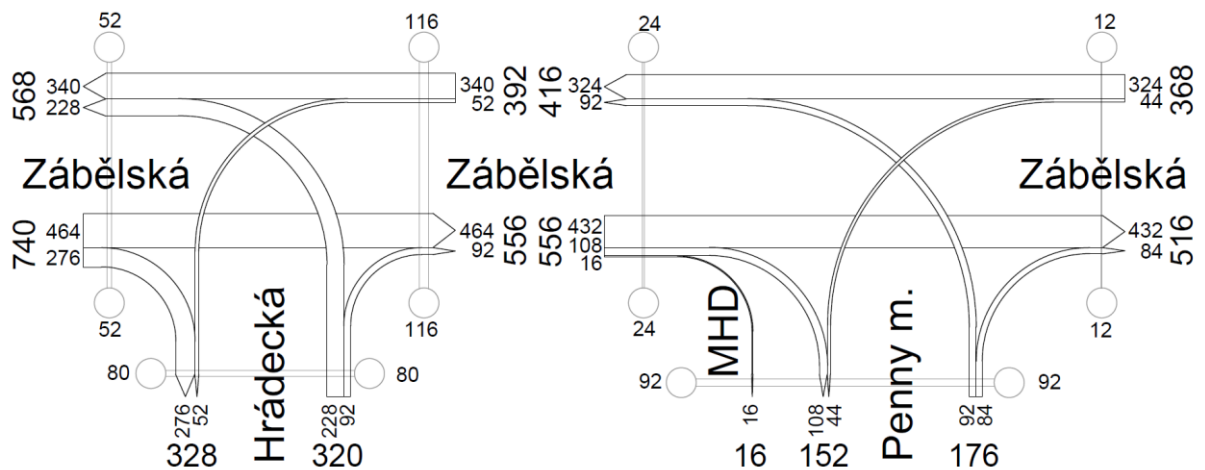 52 116 24 12
568 340 340 392 416 324 324 368
228 52 92 44
Zábělská Zábělská Zábělská
740 464 464 556 556 432 432 516
276 92 108 84
16
52 116 24 12
80 Hrádecká 80 92 MHD Penny m. 92
276 52 228 92 16 108 44 92 84
328 320 16 152 176